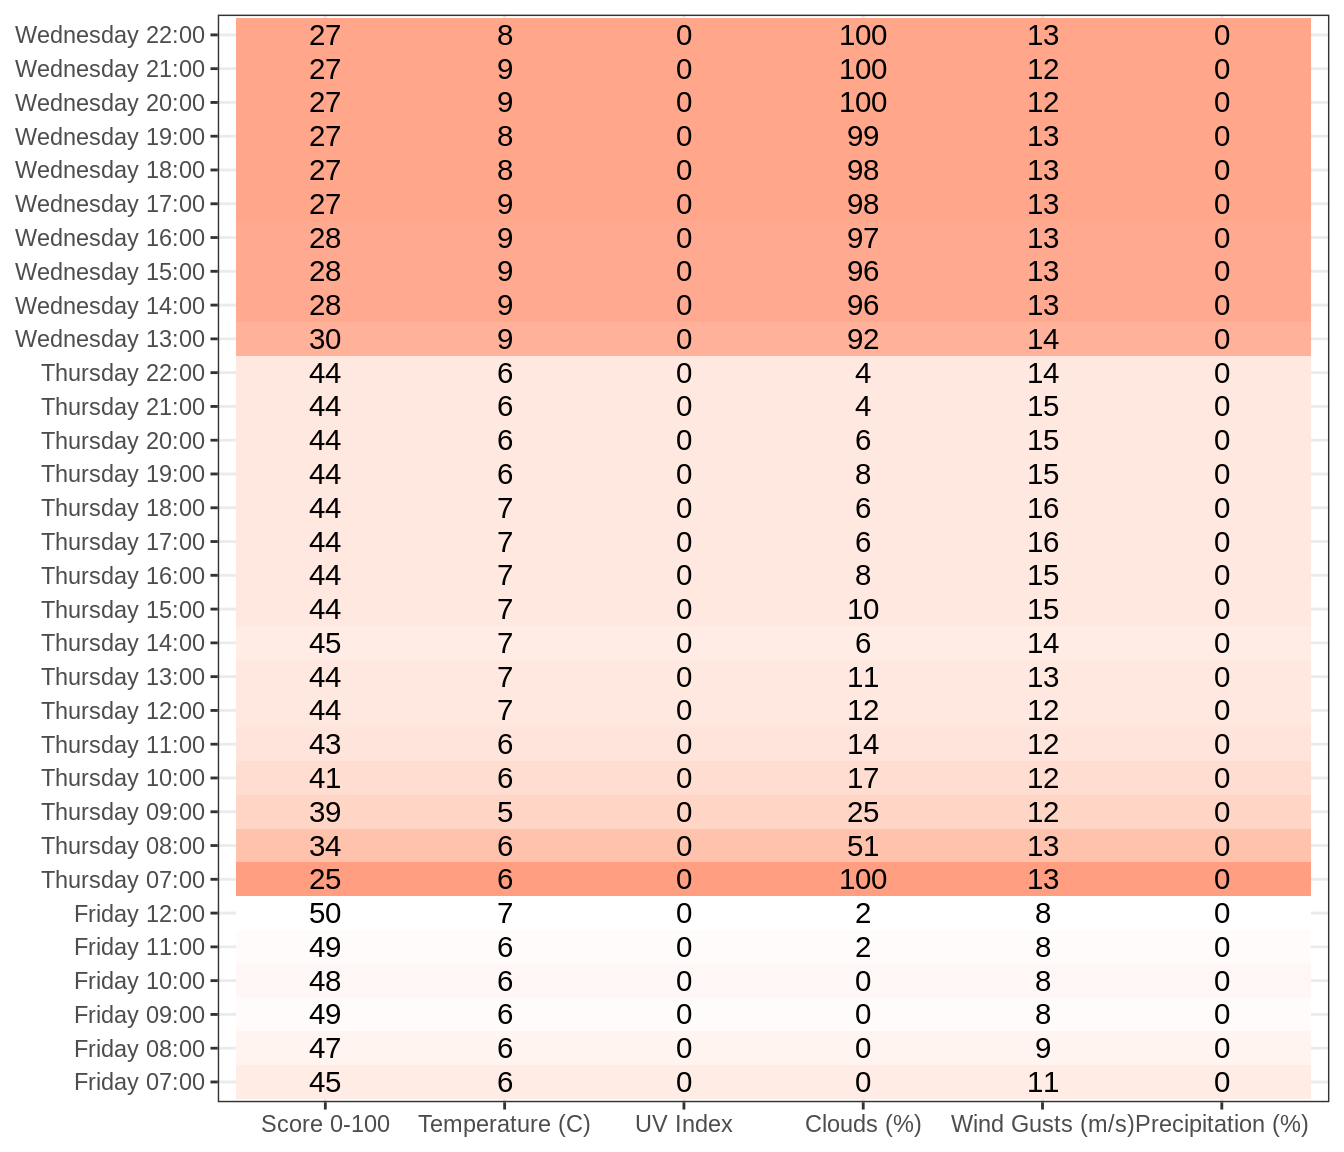 Wednesday 22:00 27 8 0 100 13 0
Wednesday 21:00 27 9 0 100 12 0
Wednesday 20:00 27 9 0 100 12 0
Wednesday 19:00 27 8 0 99 13 0
Wednesday 18:00 27 8 0 98 13 0
Wednesday 17:00 27 9 0 98 13 0
Wednesday 16:00 28 9 0 97 13 0
Wednesday 15:00 28 9 0 96 13 0
Wednesday 14:00 28 9 0 96 13 0
Wednesday 13:00 30 9 0 92 14 0
Thursday 22:00 44 6 0 4 14 0
Thursday 21:00 44 6 0 4 15 0
Thursday 20:00 44 6 0 6 15 0
Thursday 19:00 44 6 0 8 15 0
Thursday 18:00 44 7 0 6 16 0
Thursday 17:00 44 7 0 6 16 0
Thursday 16:00 44 7 0 8 15 0
Thursday 15:00 44 7 0 10 15 0
Thursday 14:00 45 7 0 6 14 0
Thursday 13:00 44 7 0 11 13 0
Thursday 12:00 44 7 0 12 12 0
Thursday 11:00 43 6 0 14 12 0
Thursday 10:00 41 6 0 17 12 0
Thursday 09:00 39 5 0 25 12 0
Thursday 08:00 34 6 0 51 13 0
Thursday 07:00 25 6 0 100 13 0
Friday 12:00 50 7 0 2 8 0
Friday 11:00 49 6 0 2 8 0
Friday 10:00 48 6 0 0 8 0
Friday 09:00 49 6 0 0 8 0
Friday 08:00 47 6 0 0 9 0
Friday 07:00 45 6 0 0 11 0
Score 0-100 Temperature (C) UV Index Clouds (%) Wind Gusts (m/s) Precipitation (%)